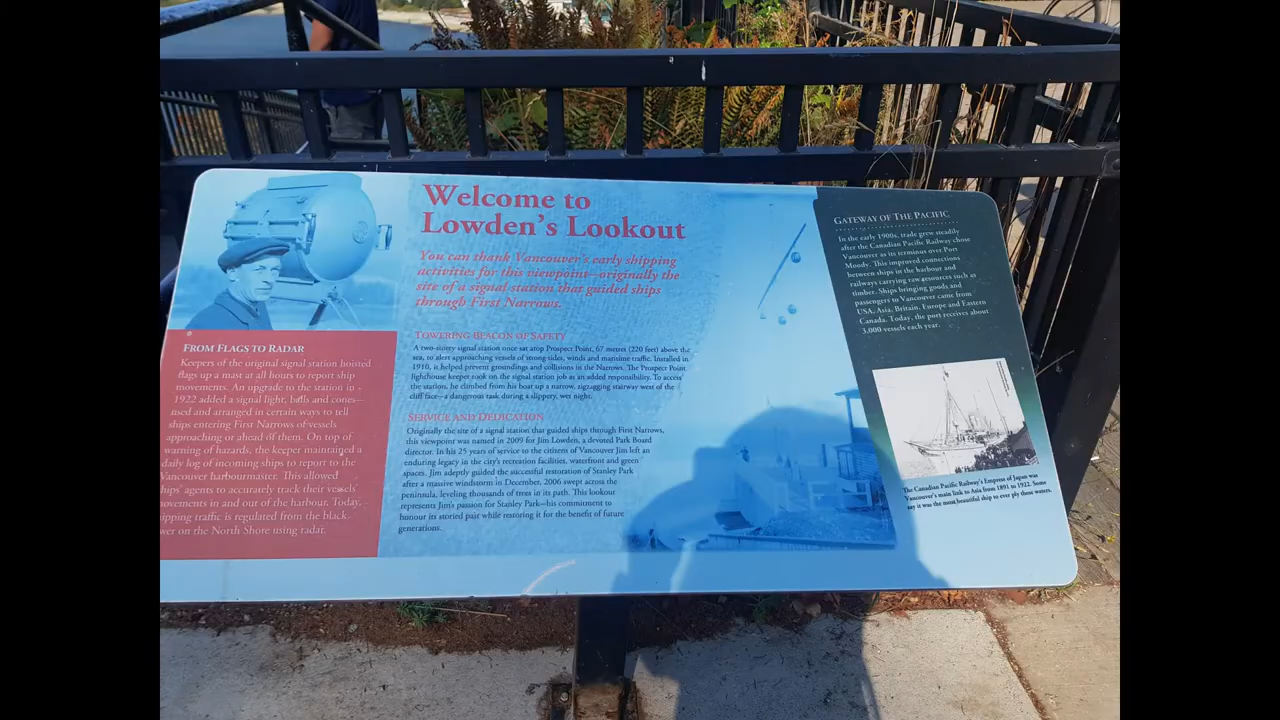 Welcome to
Lowden's Lookout
You can thank Vancouver's early shipping
activities for this viewpoint—originally the
site of a signal station that guided ships
through First Narrows.
FROM FLAGS TO RADAR
Keepers of the original signal station hoisted
flags up a mast at all hours to report ship
movements. An upgrade to the station in
1922 added a signal light, balls and cones—
used and arranged in certain ways to tell
ships entering First Narrows of vessels
approaching or ahead of them. On top of
warning of hazards, the keeper maintained a
daily log of incoming ships to report to the
Vancouver harbourmaster. This allowed
ships' agents to accurately track their vessels'
movements in and out of the harbour. Today,
shipping traffic is regulated from the black
on the North Shore using radar.
TOWERING BEACON OF SAFETY
A two-storey signal station once sat atop Prospect Point, 67 metres (220 feet) above the
sea, to alert approaching vessels of strong tides, winds and maritime traffic. Installed in
1910, it helped prevent groundings and collisions in the Narrows. The Prospect Point
lighthouse keeper took on the signal station job as an added responsibility. To access
the station, he climbed from his boat up a narrow, zigzagging stairway west of the
cliff face—a dangerous task during a slippery, wet night.
SERVICE AND DEDICATION
Originally the site of a signal station that guided ships through First Narrows,
this viewpoint was named in 2009 for Jim Lowden, a devoted Park Board
director. In his 25 years of service to the citizens of Vancouver Jim left an
enduring legacy in the city's recreation facilities, waterfront and green
spaces. Jim adeptly guided the successful restoration of Stanley Park
after a massive windstorm in December, 2006 swept across the
peninsula, leveling thousands of trees in its path. This lookout
represents Jim's passion for Stanley Park—his commitment to
honour its storied past while restoring it for the benefit of future
generations.
GATEWAY OF THE PACIFIC
In the early 1900s, trade grew steadily
after the Canadian Pacific Railway chose
Vancouver as its terminus over Port
Moody. This improved connections
between ships in the harbour and
railways carrying raw resources such as
timber. Ships bringing goods and
passengers to Vancouver came from
USA, Asia, Britain, Europe and Eastern
Canada. Today, the port receives about
3,000 vessels each year.
The Canadian Pacific Railway's Empress of Japan was
Vancouver's main link to Asia from 1891 to 1922. Some
say it was the most beautiful ship to ever ply these waters.